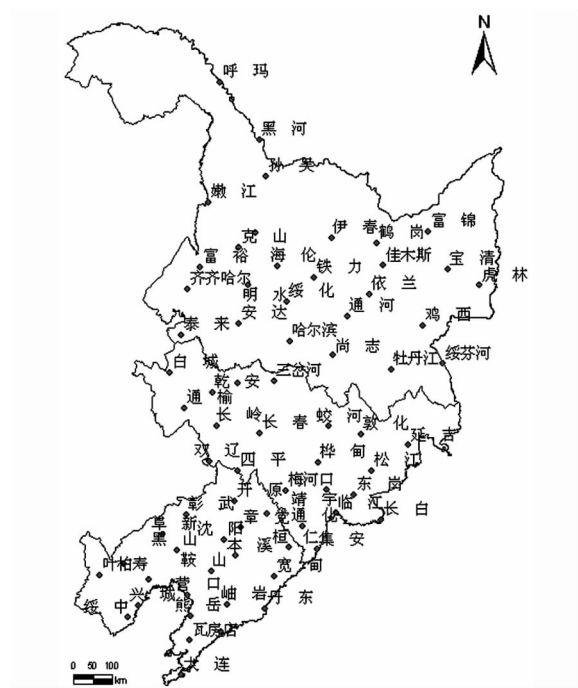 N
呼 玛
黑 河
孙 吴
嫩 江
伊 春
富 锦
鹤 岗
克 山
富 裕
海 伦
佳木斯
宝 清
铁 力
虎 林
齐齐哈尔
明 水
绥 化
依 兰
通 河
安 达
鸡 西
泰 来
哈尔滨
尚 志
绥芬河
牡丹江
白 城
三岔河
乾 安
通 榆
长 岭
长 春
蛟 河
敦 化
延 吉
双 辽
四 平
桦 甸
松 江
梅河口
东 岗
开 原
靖 宇
彰 武
章 党
通 化
临 江
长 白
阜 新
沈 阳
黑 山
本 溪
桓 仁
集 安
叶柏寿
鞍 山
宽 甸
兴 城
营 口
绥 中
熊 岳
岫 岩
丹 东
瓦房店
大 连
0 50 100
km